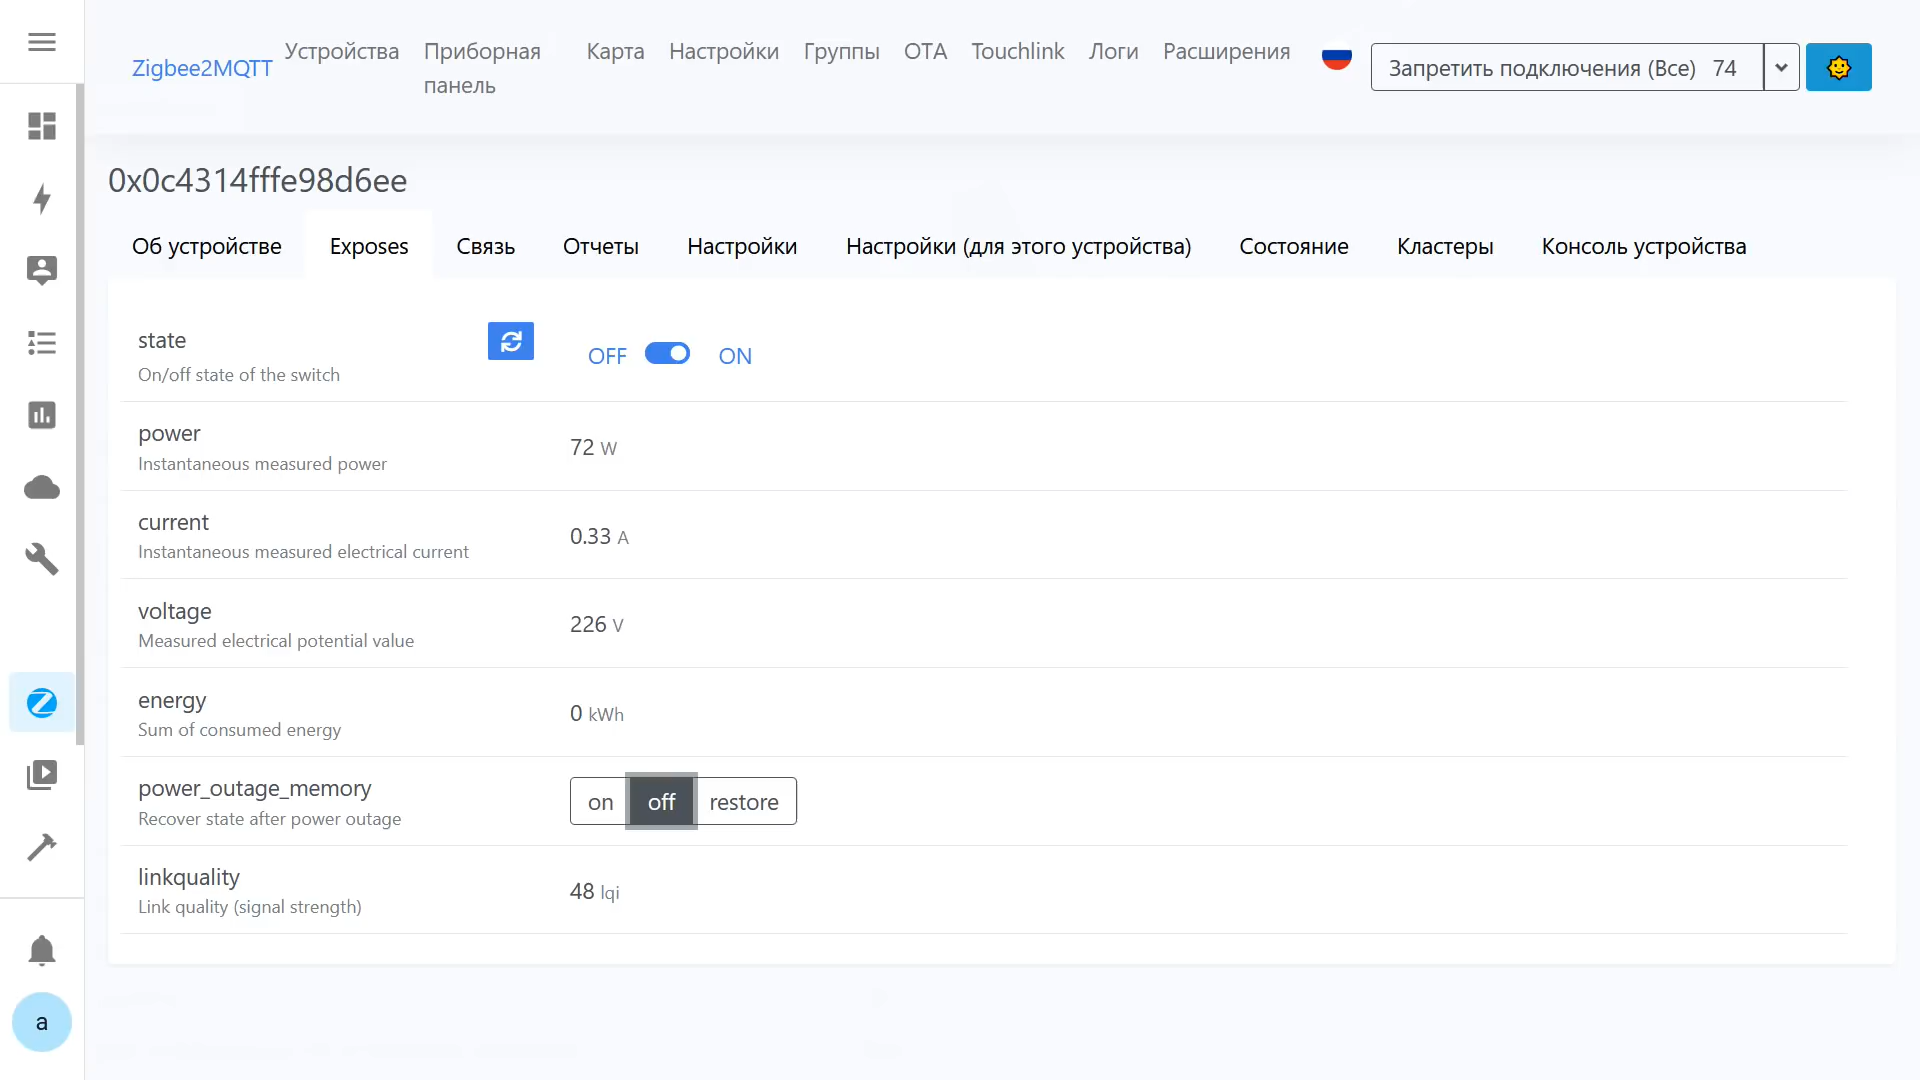 Zigbee2MQTT
Устройства
Приборная
панель
Карта
Настройки
Группы
OTA
Touchlink
Логи
Расширения
Запретить подключения (Все) 74
0x0c4314fffe98d6ee
Об устройстве
Exposes
Связь
Отчеты
Настройки
Настройки (для этого устройства)
Состояние
Кластеры
Консоль устройства
state
On/off state of the switch
OFF
ON
power
Instantaneous measured power
72 W
current
Instantaneous measured electrical current
0.33 A
voltage
Measured electrical potential value
226 V
energy
Sum of consumed energy
0 kWh
power_outage_memory
Recover state after power outage
on
off
restore
linkquality
Link quality (signal strength)
48 lqi
a